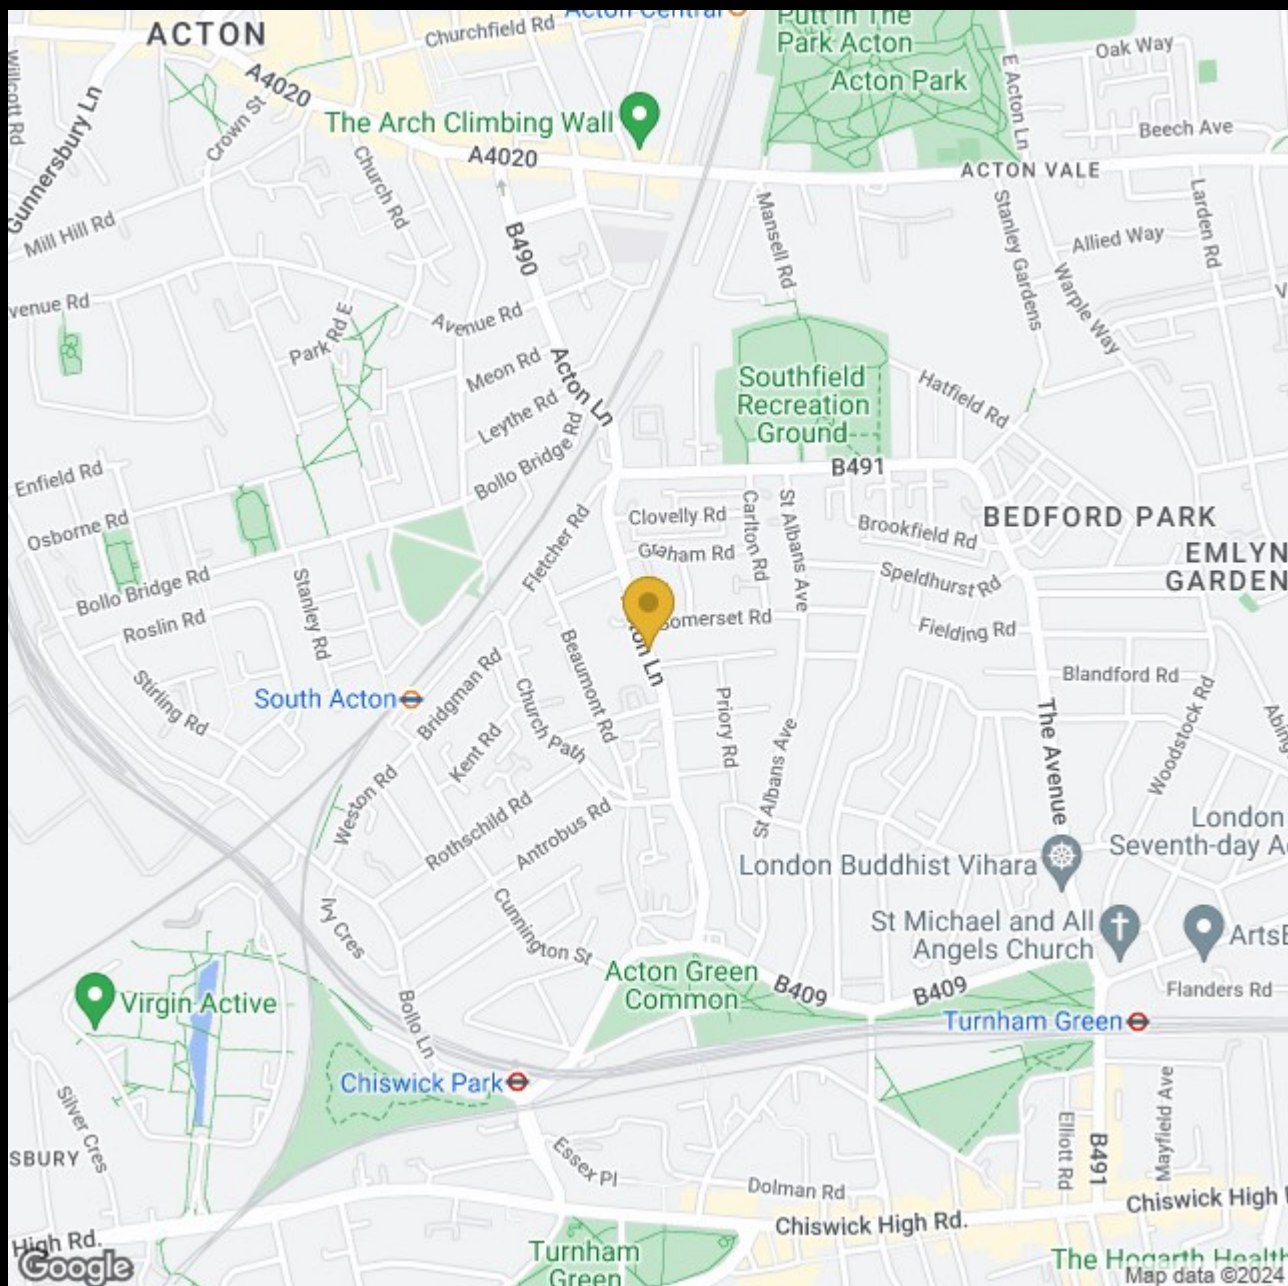 Acton Central
Putt In The
Park Acton
Acton Park
Oak Way
ACTON
Churchfield Rd
Willcott Rd
Gunnersbury Ln
A4020
Crown St
The Arch Climbing Wall
A4020
E Acton Ln
Beech Ave
ACTON VALE
Church Rd
Mill Hill Rd
B490
Mansell Rd
Stanley Gardens
Allied Way
Larden Rd
Warple Way
venue Rd
Avenue Rd
Park Rd E
Meon Rd
Acton Ln
Leythe Rd
Southfield
Recreation
Ground
Hatfield Rd
Enfield Rd
Bollo Bridge Rd
B491
Osborne Rd
Clovelly Rd
Carlton Rd
St Albans Ave
Brookfield Rd
BEDFORD PARK
Graham Rd
Fletcher Rd
EMLYN
GARDEN
Speldhurst Rd
Bollo Bridge Rd
Stanley Rd
Roslin Rd
Somerset Rd
Fielding Rd
ton Ln
Beaumont Rd
Blandford Rd
Stirling Rd
South Acton
Bridgman Rd
Church Path
Priory Rd
The Avenue
Woodstock Rd
Abing
Kent Rd
St Albans Ave
Weston Rd
Rothschild Rd
Antrobus Rd
London
Seventh-day A
London Buddhist Vihara
Ivy Cres
Cunnington St
St Michael and All
Angels Church
Arts
Acton Green
Common
B409
B409
Flanders Rd
Virgin Active
Bollo Ln
Turnham Green
Chiswick Park
Silver Cres
Elliott Rd
Mayfield Ave
SBURY
Essex Pl
B491
Dolman Rd
Chiswick High
Chiswick High Rd.
High Rd.
Turnham
Green
The Hogarth Health
Google
Map data ©2024